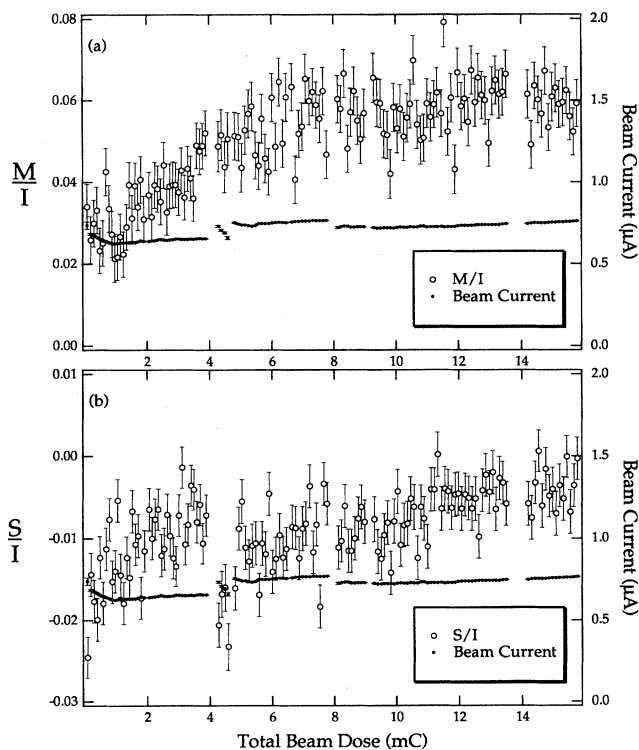 (a)
0.08
0.06
0.04
0.02
0.00
M
I
2.0
1.5
1.0
0.5
0.0
Beam Current (μA)
M/I
Beam Current
2 4 6 8 10 12 14
(b)
0.01
0.00
-0.01
-0.02
-0.03
S
I
2.0
1.5
1.0
0.5
0.0
Beam Current (μA)
S/I
Beam Current
2 4 6 8 10 12 14
Total Beam Dose (mC)